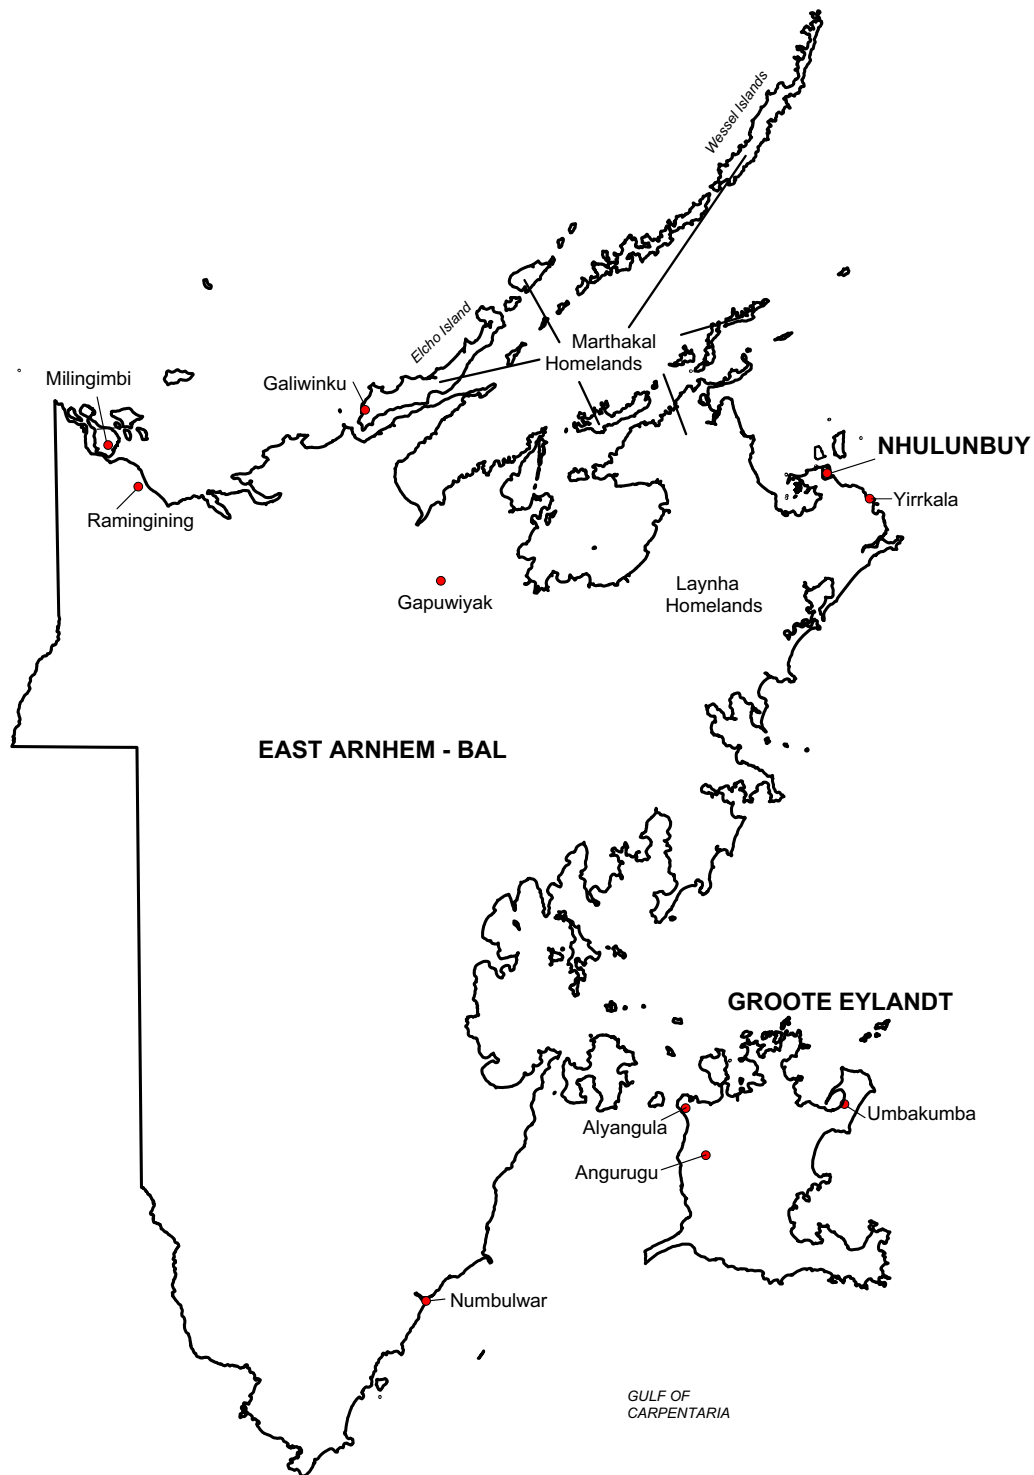 Wessel Islands
Elcho Island
Marthakal
Homelands
Milingimbi
Galiwinku
NHULUNBUY
Yirrkala
Ramingining
Gapuwiyak
Laynha
Homelands
EAST ARNHEM - BAL
GROOTE EYLANDT
Umbakumba
Alyangula
Angurugu
Numbulwar
GULF OF
CARPENTARIA